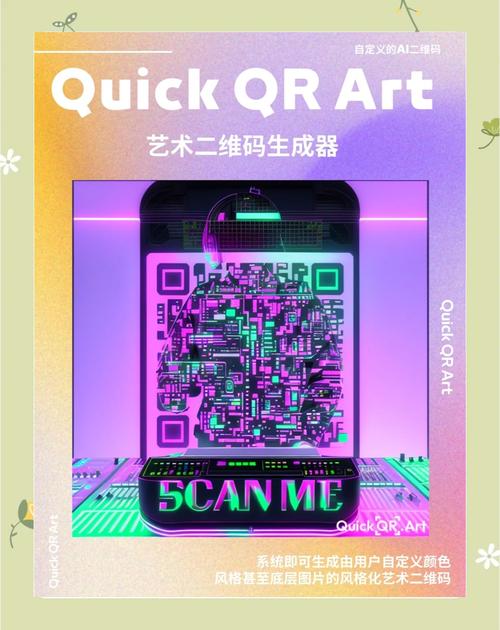 自定义的AI二维码
Quick QR Art
艺术二维码生成器
Quick QR Art
SCAN ME
Quick QR Art
Quick QR Art
系统即可生成由用户自定义颜色
风格甚至底层图片的风格化艺术二维码